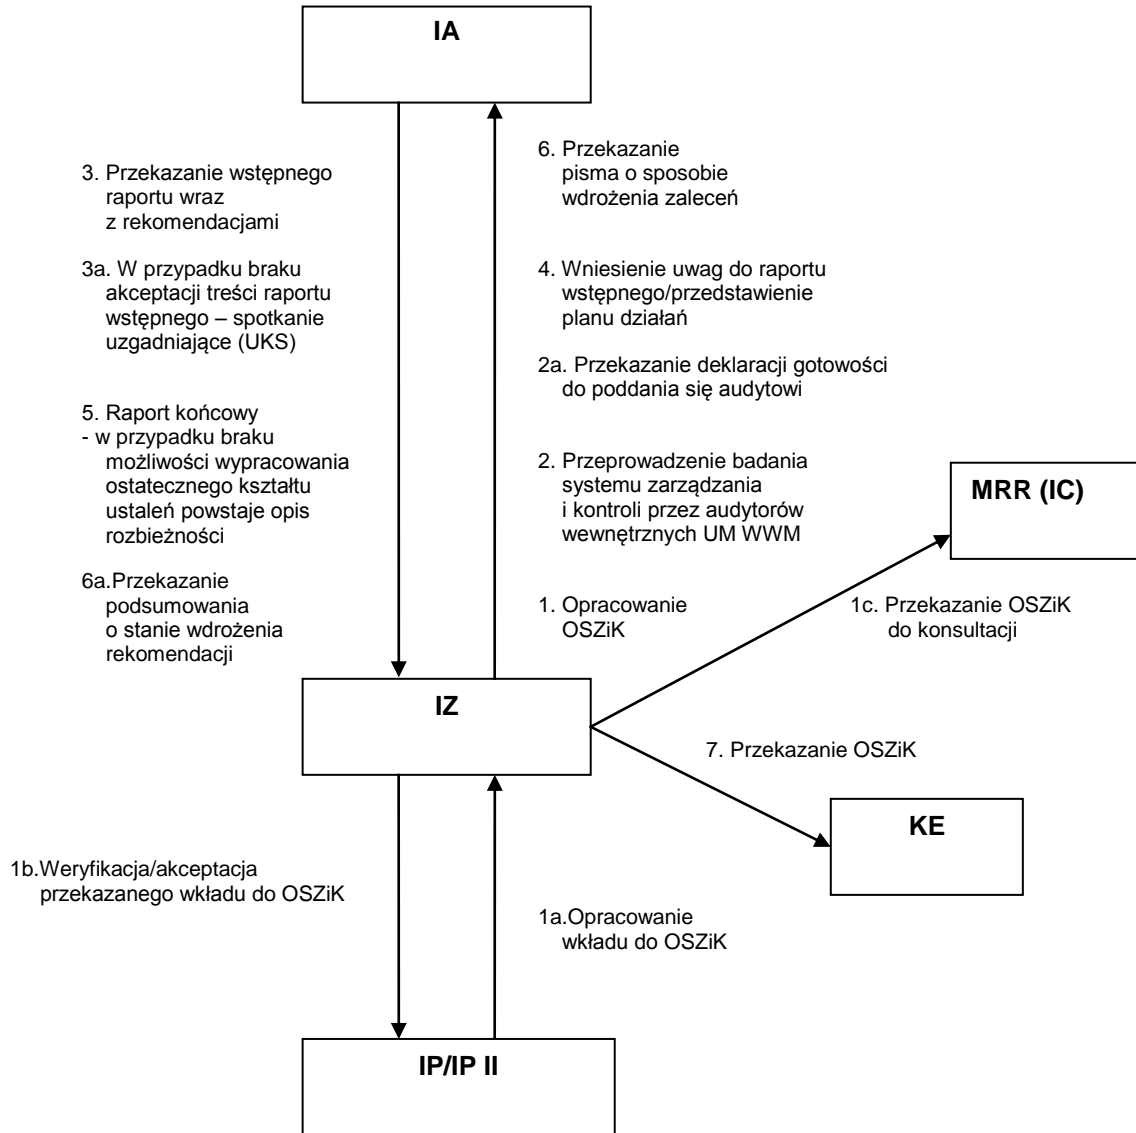 IA
3. Przekazanie wstępnego
raportu wraz
z rekomendacjami
3a. W przypadku braku
akceptacji treści raportu
wstępnego – spotkanie
uzgadniające (UKS)
5. Raport końcowy
- w przypadku braku
możliwości wypracowania
ostatecznego kształtu
ustaleń powstaje opis
rozbieżności
6a.Przekazanie
podsumowania
o stanie wdrożenia
rekomendacji
6. Przekazanie
pisma o sposobie
wdrożenia zaleceń
4. Wniesienie uwag do raportu
wstępnego/przedstawienie
planu działań
2a. Przekazanie deklaracji gotowości
do poddania się audytowi
2. Przeprowadzenie badania
systemu zarządzania
i kontroli przez audytorów
wewnętrznych UM WWM
1. Opracowanie
OSZiK
MRR (IC)
1c. Przekazanie OSZiK
do konsultacji
IZ
7. Przekazanie OSZiK
KE
1b.Weryfikacja/akceptacja
przekazanego wkładu do OSZiK
1a.Opracowanie
wkładu do OSZiK
IP/IP II